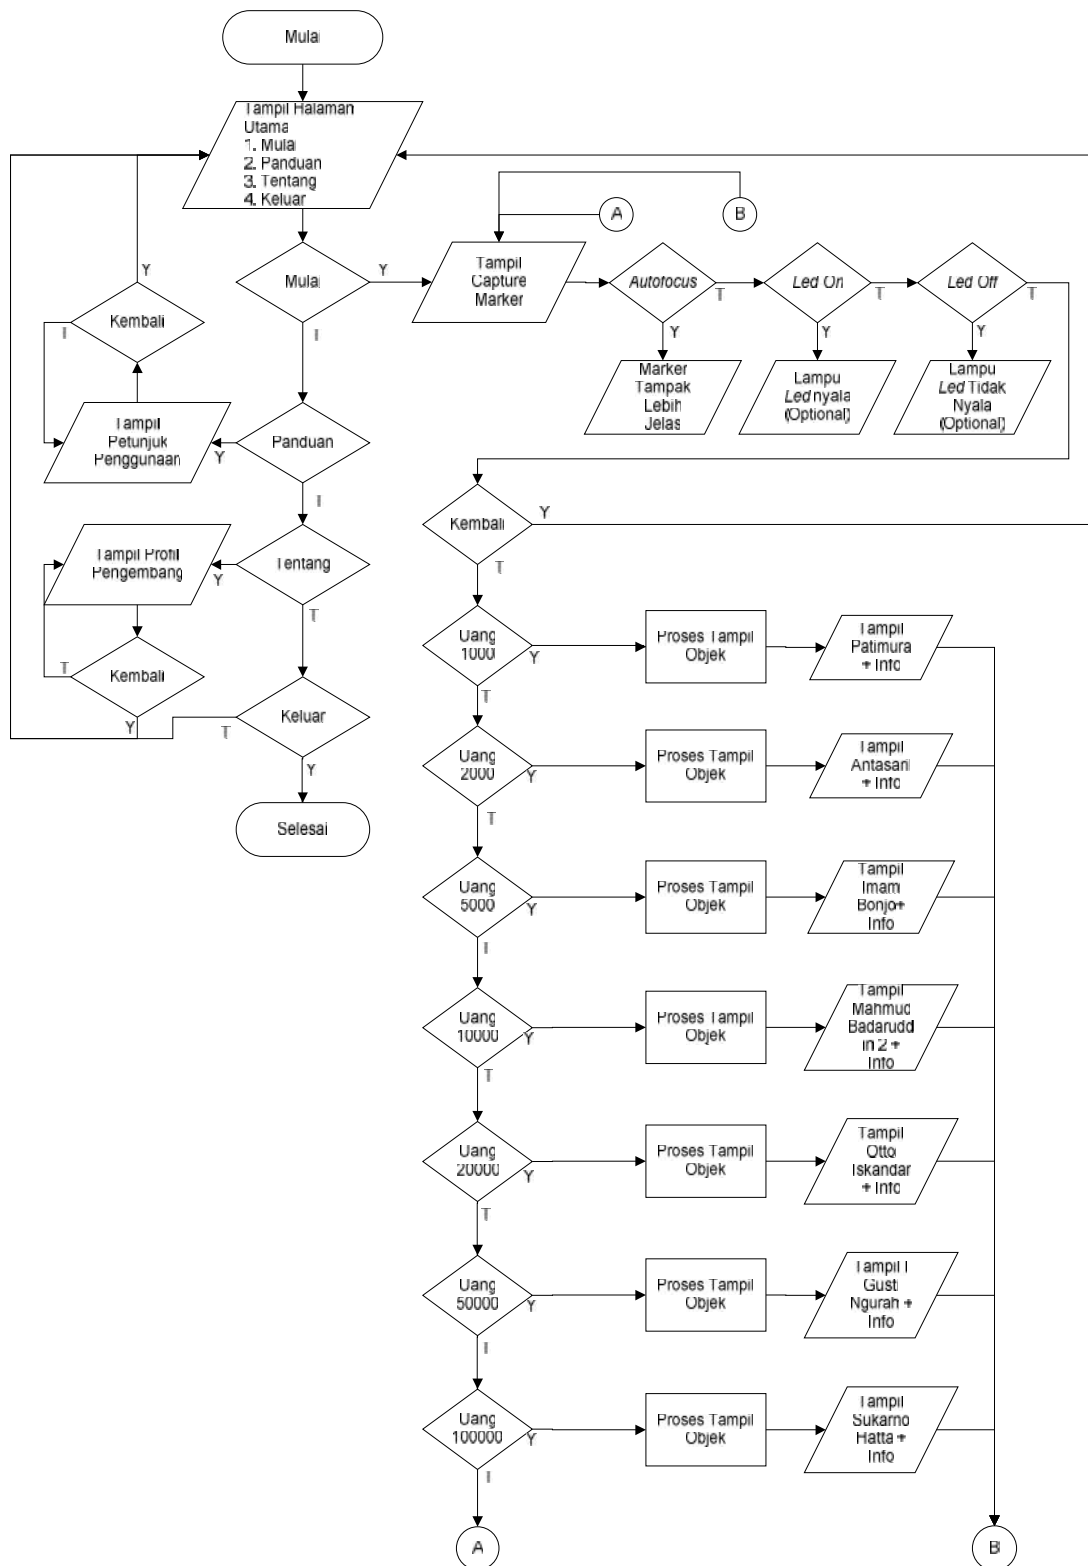 Mulai
Tampil Halaman
Utama
1. Mulai
2. Panduan
3. Tentang
4. Keluar
A
B
Mulai
Y
T
Tampil
Capture
Marker
Autofocus
T
Y
Led On
T
Y
Led Off
T
Y
Marker
Tampak
Lebih
Jelas
Lampu
Led nyala
(Optional)
Lampu
Led Tidak
Nyala
(Optional)
Y
Kembali
T
Tampil
Petunjuk
Penggunaan
Y
Panduan
T
Tampil Profil
Pengembang
Y
Tentang
T
Kembali
T
Y
Keluar
T
Y
Selesai
Kembali
Y
T
Uang
1000
Y
T
Proses Tampil
Objek
Tampil
Patimura
+ Info
Uang
2000
Y
T
Proses Tampil
Objek
Tampil
Antasari
+ Info
Uang
5000
Y
T
Proses Tampil
Objek
Tampil
Imam
Bonjo+
Info
Uang
10000
Y
T
Proses Tampil
Objek
Tampil
Mahmud
Badarudd
in 2 +
Info
Uang
20000
Y
T
Proses Tampil
Objek
Tampil
Otto
Iskandar
+ Info
Uang
50000
Y
T
Proses Tampil
Objek
Tampil I
Gusti
Ngurah +
Info
Uang
100000
Y
T
Proses Tampil
Objek
Tampil
Sukarno
Hatta +
Info
A
B